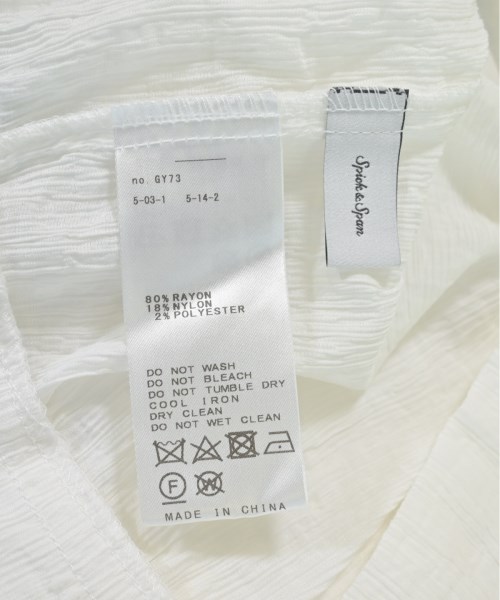 no. GY73
5-03-1 5-14-2
80% RAYON
18% NYLON
2% POLYESTER
DO NOT WASH
DO NOT BLEACH
DO NOT TUMBLE DRY
COOL IRON
DRY CLEAN
DO NOT WET CLEAN
F W
MADE IN CHINA
Spick & Span